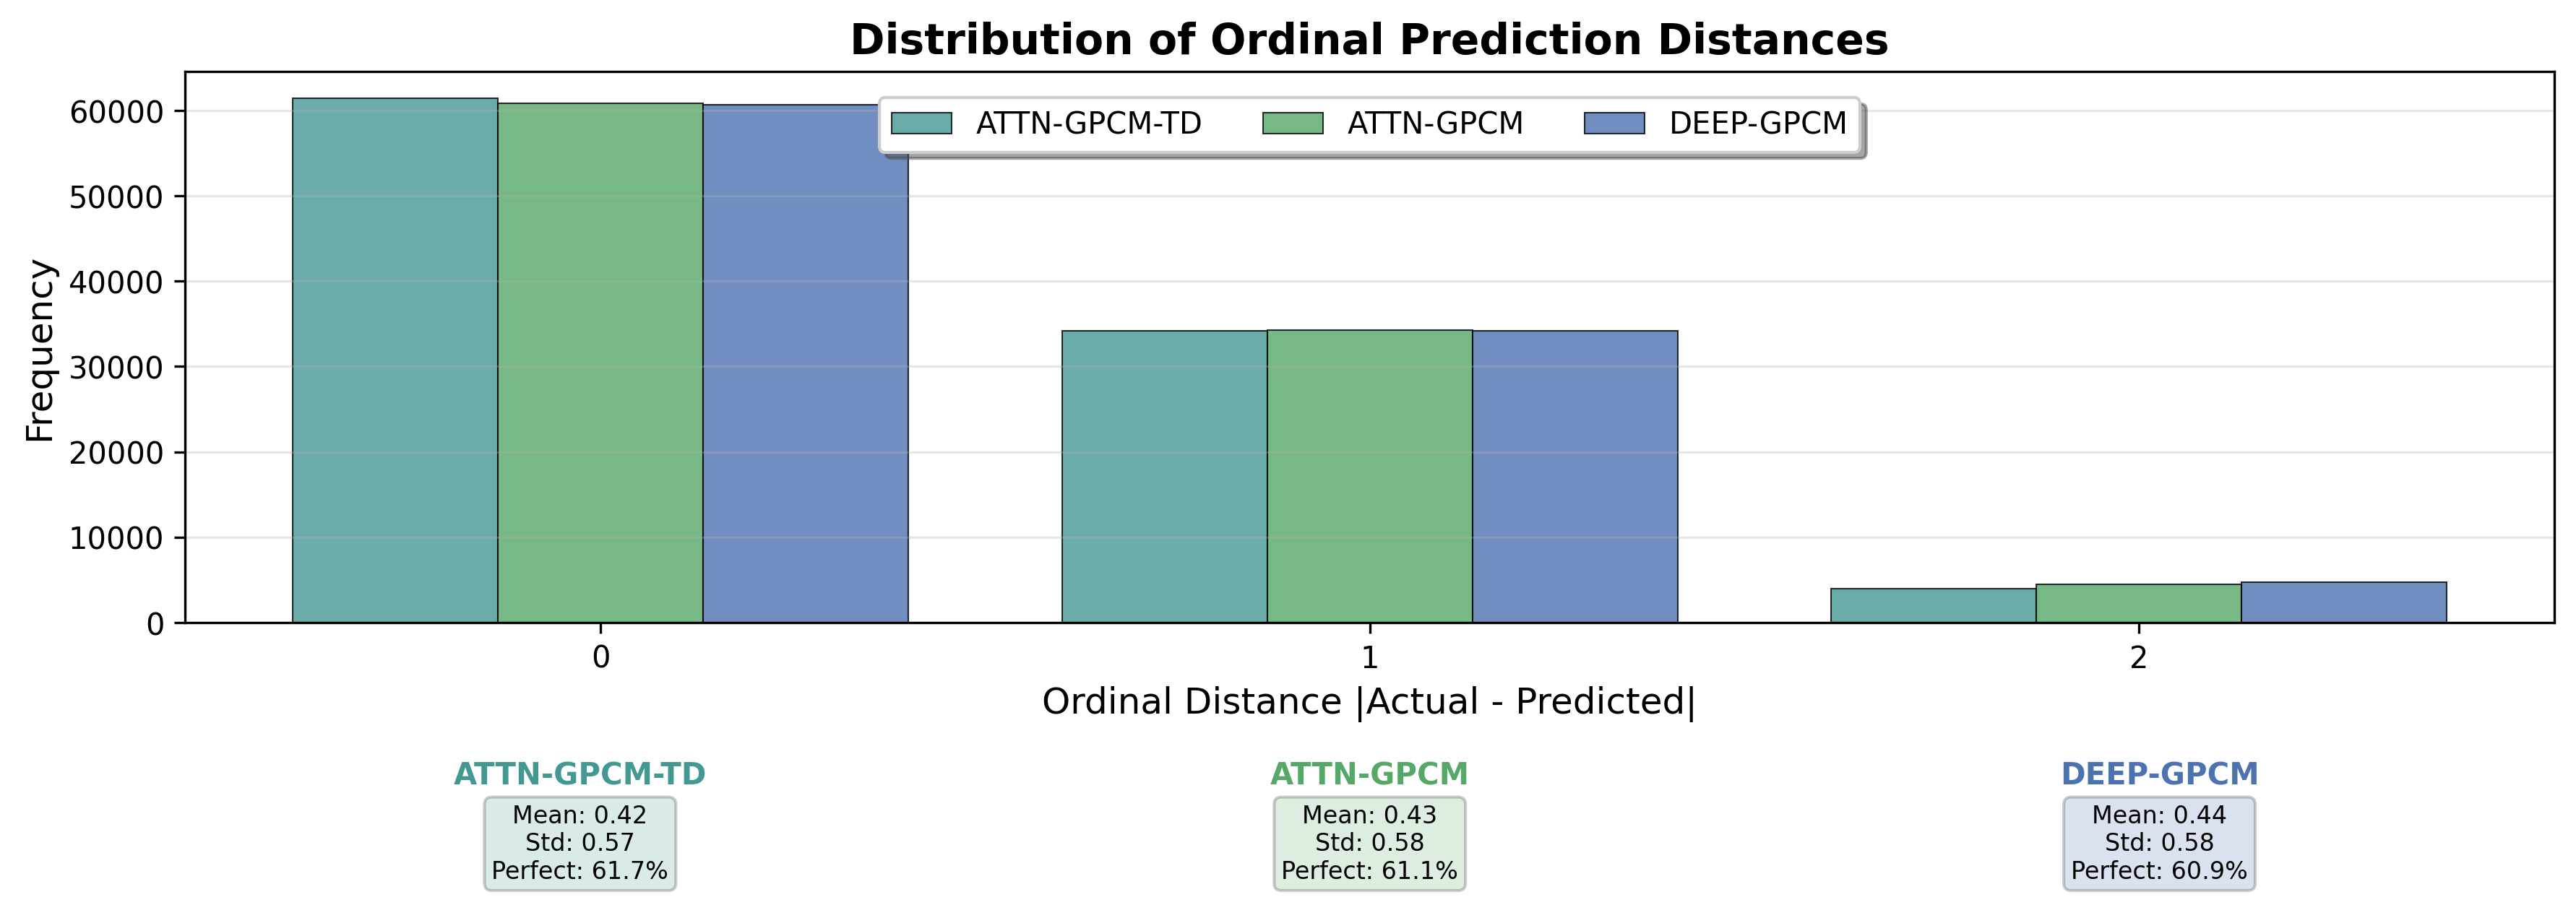 Distribution of Ordinal Prediction Distances
ATTN-GPCM-TD
ATTN-GPCM
DEEP-GPCM
Frequency
60000
50000
40000
30000
20000
10000
0
0
1
2
Ordinal Distance |Actual - Predicted|
ATTN-GPCM-TD
Mean: 0.42
Std: 0.57
Perfect: 61.7%
ATTN-GPCM
Mean: 0.43
Std: 0.58
Perfect: 61.1%
DEEP-GPCM
Mean: 0.44
Std: 0.58
Perfect: 60.9%